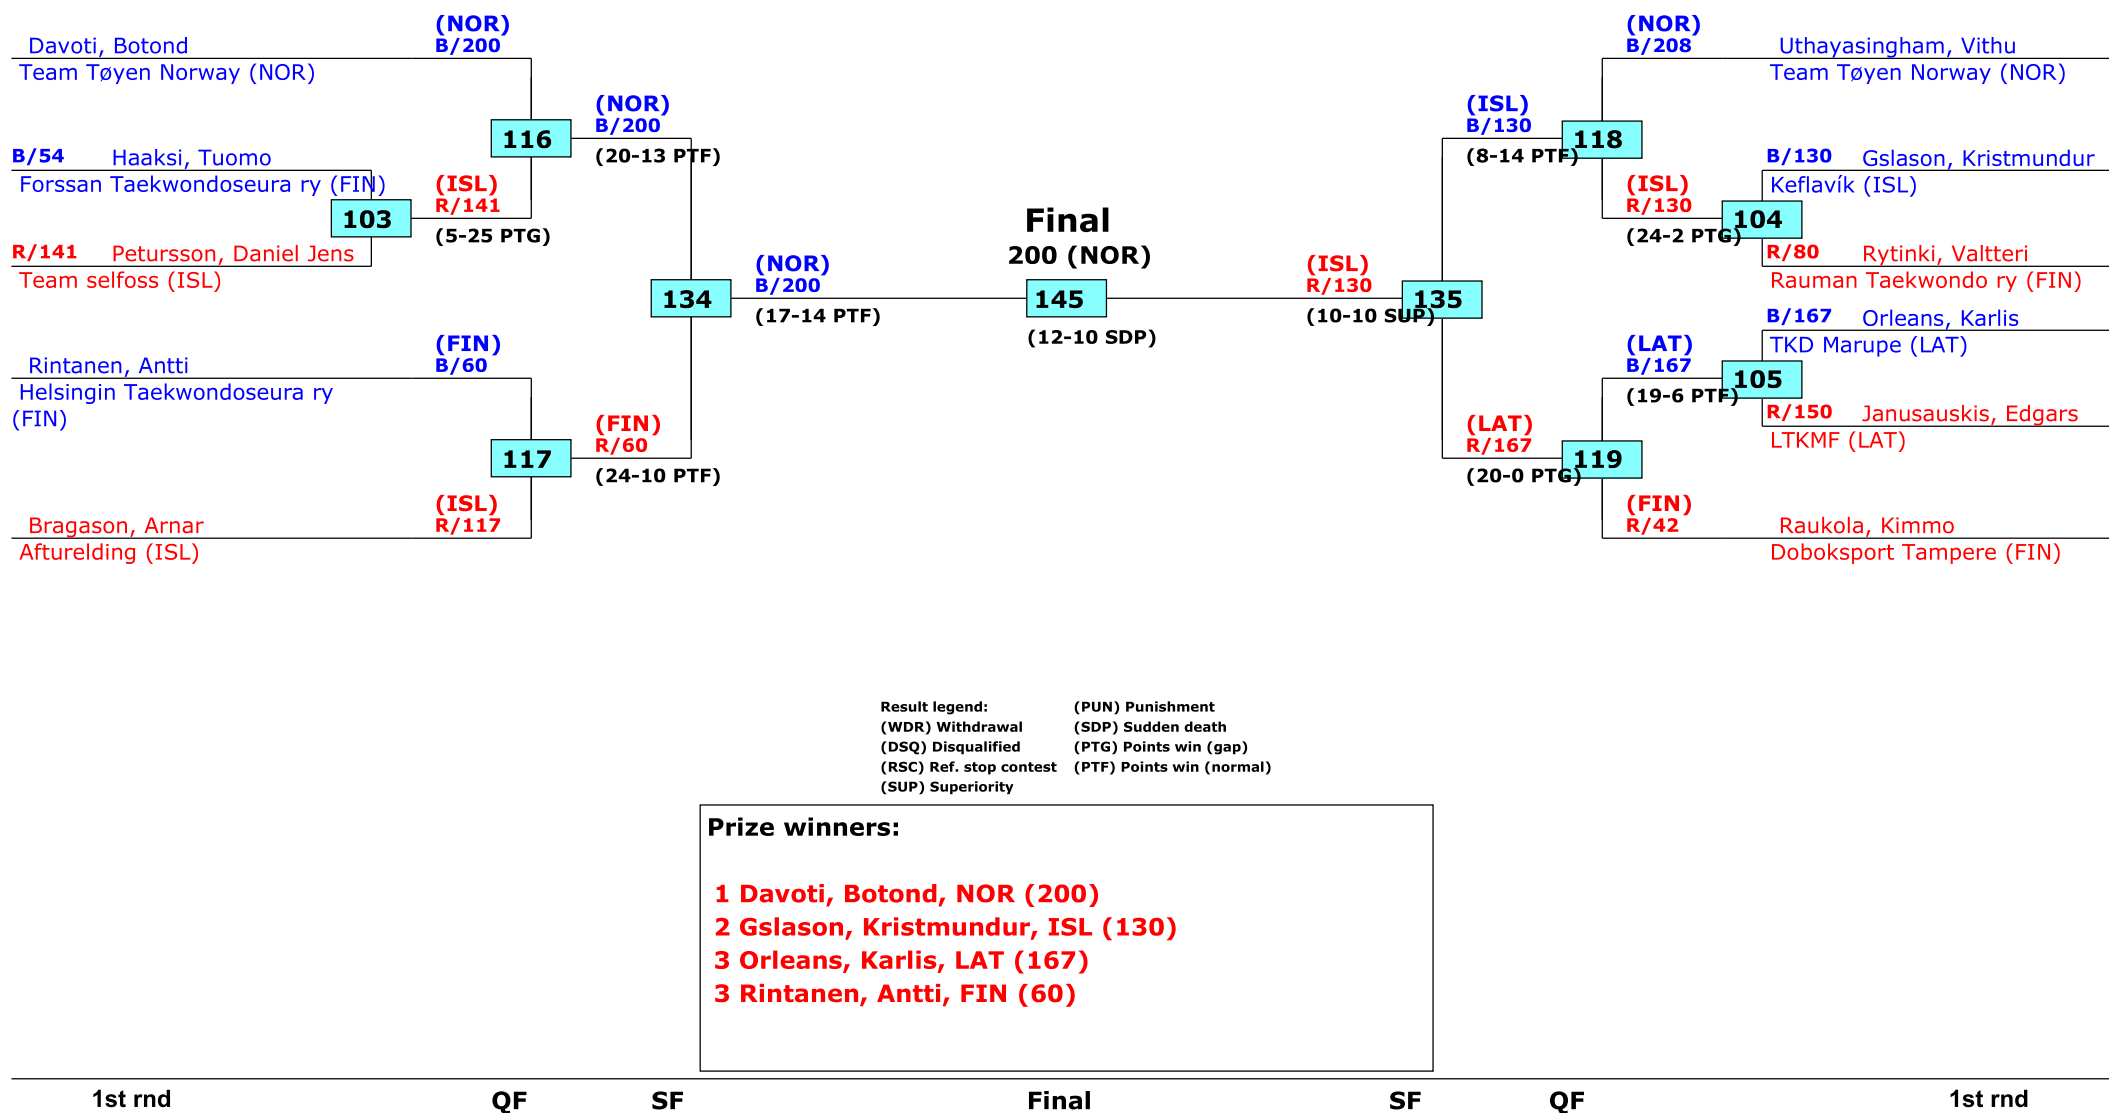 (NOR)
B/200
Davoti, Botond
Team Tøyen Norway (NOR)
(NOR)
B/200
116
(20-13 PTF)
B/54
Haaksi, Tuomo
Forssan Taekwondoseura ry (FIN)
(ISL)
R/141
103
(5-25 PTG)
R/141
Petursson, Daniel Jens
Team selfoss (ISL)
(NOR)
B/200
134
(17-14 PTF)
(FIN)
B/60
Rintanen, Antti
Helsingin Taekwondoseura ry
(FIN)
(FIN)
R/60
117
(24-10 PTF)
(ISL)
R/117
Bragason, Arnar
Afturelding (ISL)
Final
200 (NOR)
145
(12-10 SDP)
(NOR)
B/208
Uthayasingham, Vithu
Team Tøyen Norway (NOR)
(ISL)
B/130
118
(8-14 PTF)
B/130
Gslason, Kristmundur
Keflavík (ISL)
(ISL)
R/130
104
(24-2 PTG)
R/80
Rytinki, Valtteri
Rauman Taekwondo ry (FIN)
(ISL)
R/130
135
(10-10 SUP)
B/167
Orleans, Karlis
TKD Marupe (LAT)
(LAT)
B/167
105
(19-6 PTF)
R/150
Janusauskis, Edgars
LTKMF (LAT)
(LAT)
R/167
119
(20-0 PTG)
(FIN)
R/42
Raukola, Kimmo
Doboksport Tampere (FIN)
Result legend:
(WDR) Withdrawal
(DSQ) Disqualified
(RSC) Ref. stop contest
(SUP) Superiority
(PUN) Punishment
(SDP) Sudden death
(PTG) Points win (gap)
(PTF) Points win (normal)
Prize winners:
1 Davoti, Botond, NOR (200)
2 Gslason, Kristmundur, ISL (130)
3 Orleans, Karlis, LAT (167)
3 Rintanen, Antti, FIN (60)
1st rnd QF SF Final SF QF 1st rnd